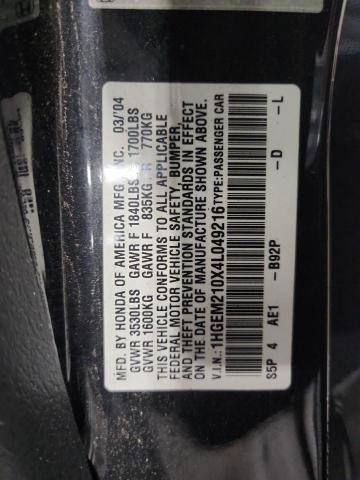 MFD. BY HONDA OF AMERICA MFG., INC. 03/'04
GVWR 3530LBS GAWR F 1840LBS R 1700LBS
GVWR 1600KG GAWR F 835KG R 770KG
THIS VEHICLE CONFORMS TO ALL APPLICABLE
FEDERAL MOTOR VEHICLE SAFETY, BUMPER,
AND THEFT PREVENTION STANDARDS IN EFFECT
ON THE DATE OF MANUFACTURE SHOWN ABOVE.
V.I.N.:1HGEM210X4L049216 TYPE:PASSENGER CAR
S5P 4 AE1 -B92P -D -L